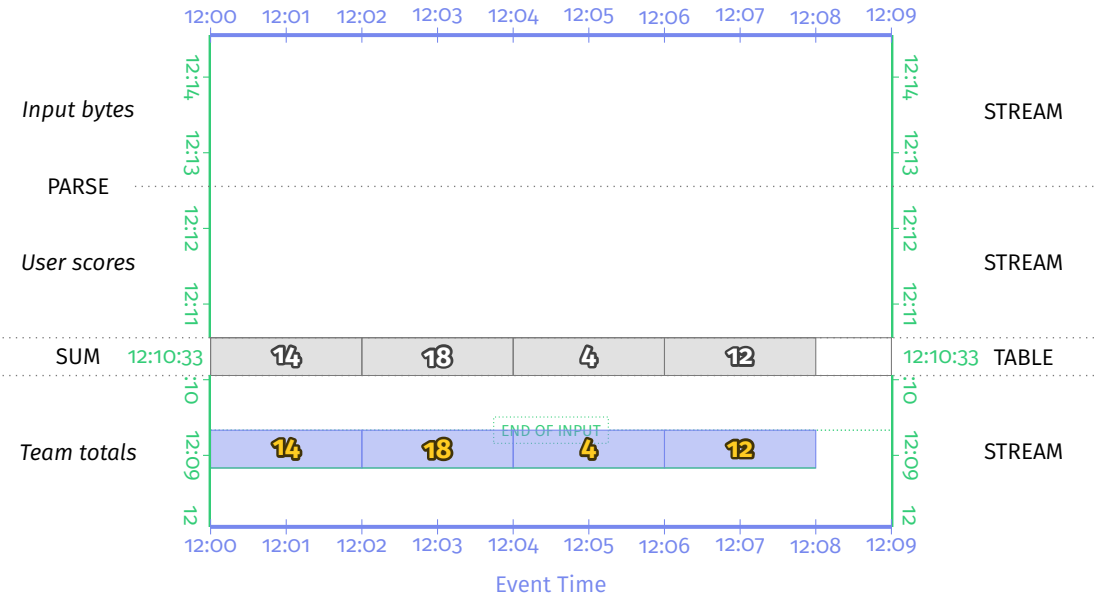 12:00 12:01 12:02 12:03 12:04 12:05 12:06 12:07 12:08 12:09
12:14 12:14
Input bytes STREAM
12:13 12:13
PARSE
12:12 12:12
User scores STREAM
12:11 12:11
SUM 12:10:33 14 18 4 12 12:10:33 TABLE
:10 :10
END OF INPUT
Team totals 12:09 14 18 4 12 12:09 STREAM
12 12
12:00 12:01 12:02 12:03 12:04 12:05 12:06 12:07 12:08 12:09
Event Time